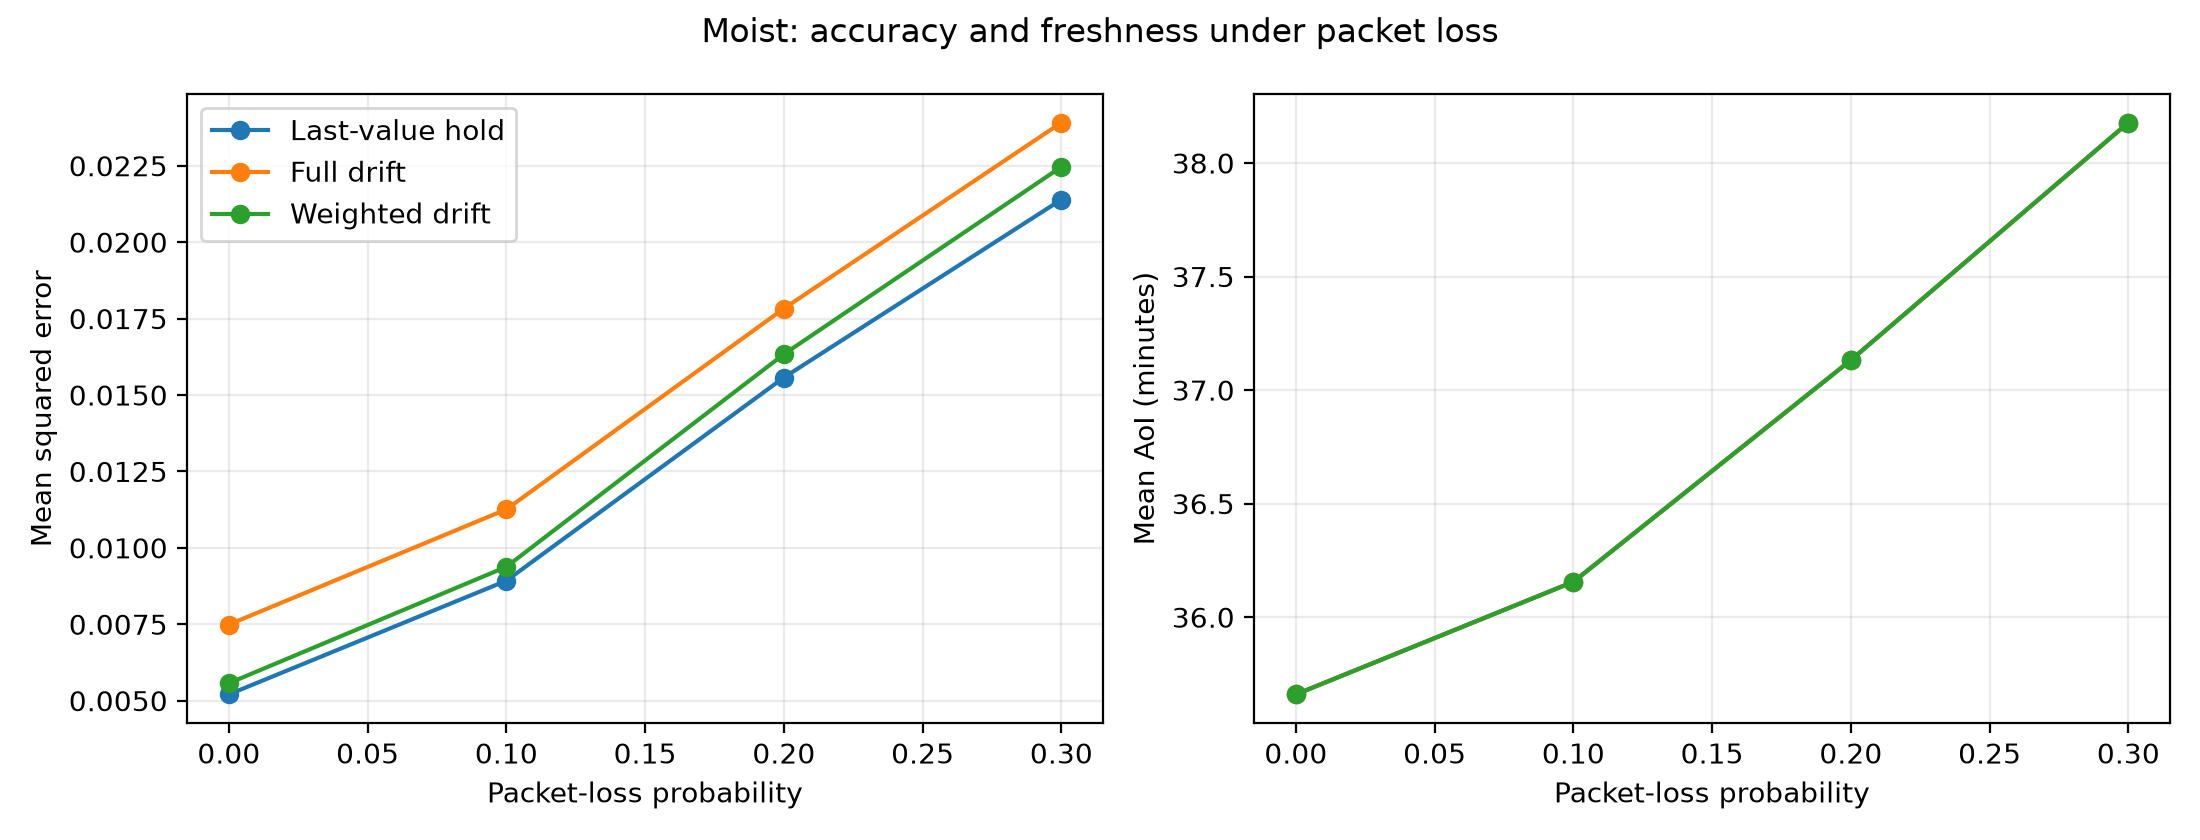 Moist: accuracy and freshness under packet loss
Last-value hold
Full drift
Weighted drift
Mean squared error
0.0225
0.0200
0.0175
0.0150
0.0125
0.0100
0.0075
0.0050
0.00 0.05 0.10 0.15 0.20 0.25 0.30
Packet-loss probability
Mean AoI (minutes)
38.0
37.5
37.0
36.5
36.0
0.00 0.05 0.10 0.15 0.20 0.25 0.30
Packet-loss probability